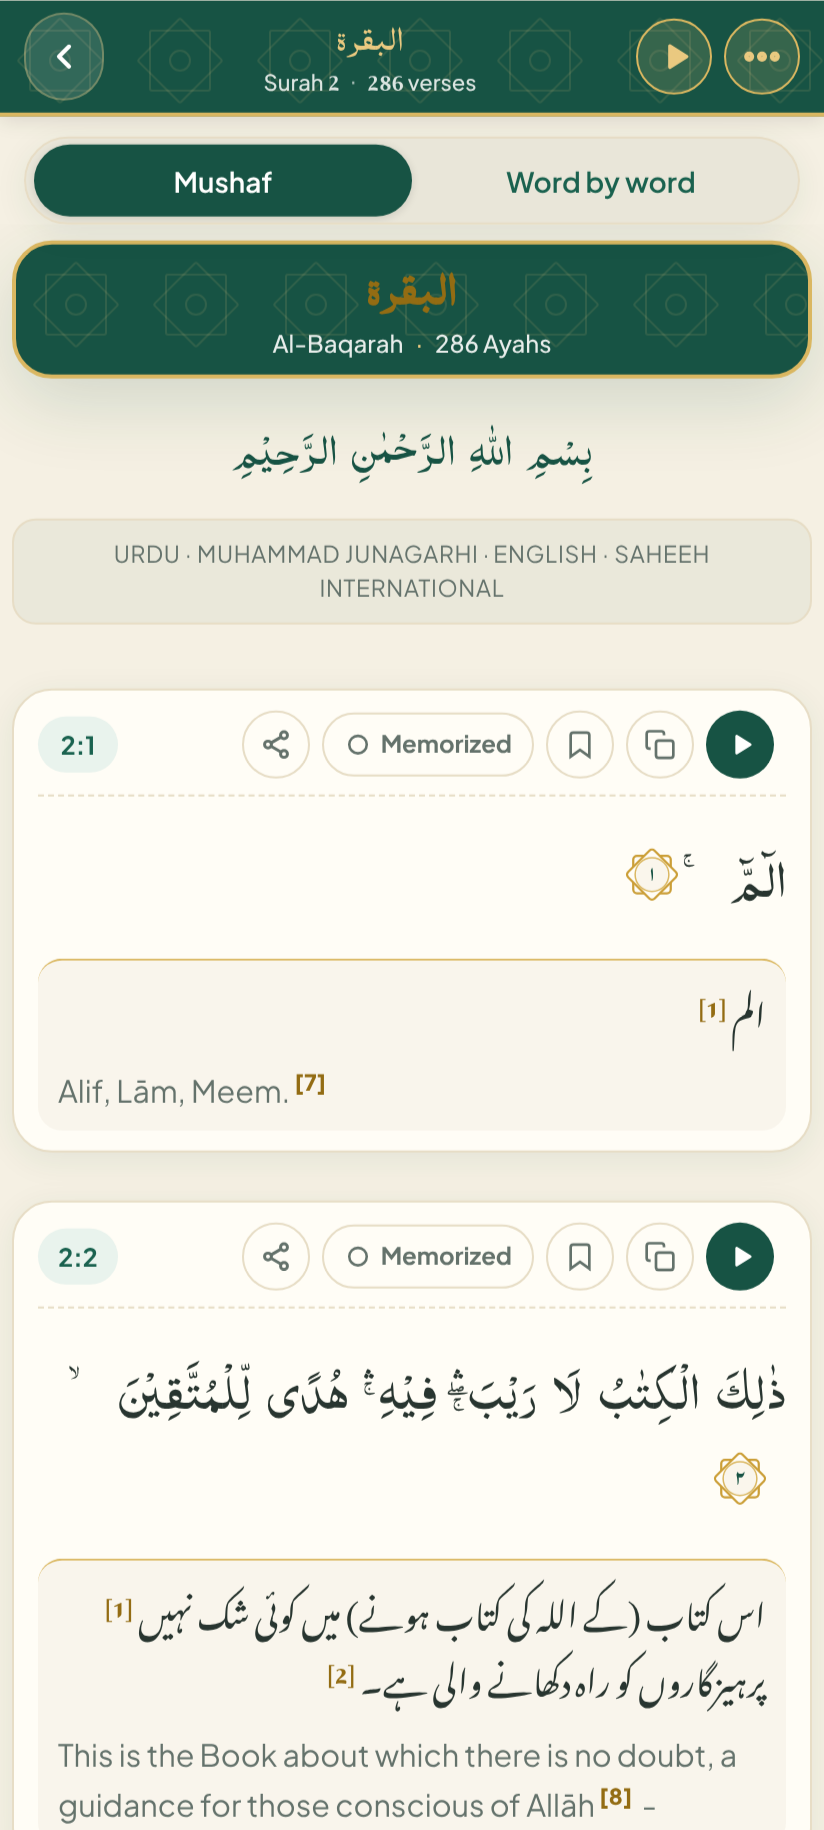 البقرة
Surah 2 · 286 verses
Mushaf
Word by word
البقرة
Al-Baqarah · 286 Ayahs
بِسْمِ اللّٰهِ الرَّحْمٰنِ الرَّحِيْمِ
URDU · MUHAMMAD JUNAGARHI · ENGLISH · SAHEEH
INTERNATIONAL
2:1
Memorized
الٓمّٓ ۚ ١
الم [1]
Alif, Lām, Meem. [7]
2:2
Memorized
ذٰلِكَ الْكِتٰبُ لَا رَيْبَ ۛۖۚ فِيْهِ ۛۚ هُدًى لِّلْمُتَّقِيْنَ ۙ
٢
اس کتاب (کے اللہ کی کتاب ہونے) میں کوئی شک نہیں [1]
پرہیزگاروں کو راہ دکھانے والی ہے۔ [2]
This is the Book about which there is no doubt, a
guidance for those conscious of Allāh [8] –